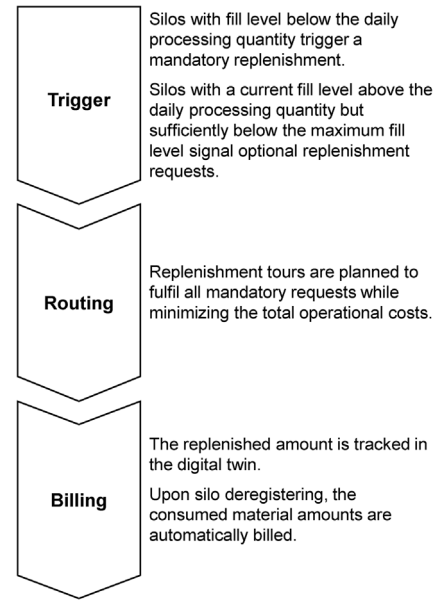 Trigger
Silos with fill level below the daily
processing quantity trigger a
mandatory replenishment.
Silos with a current fill level above the
daily processing quantity but
sufficiently below the maximum fill
level signal optional replenishment
requests.
Routing
Replenishment tours are planned to
fulfil all mandatory requests while
minimizing the total operational costs.
Billing
The replenished amount is tracked in
the digital twin.
Upon silo deregistering, the
consumed material amounts are
automatically billed.